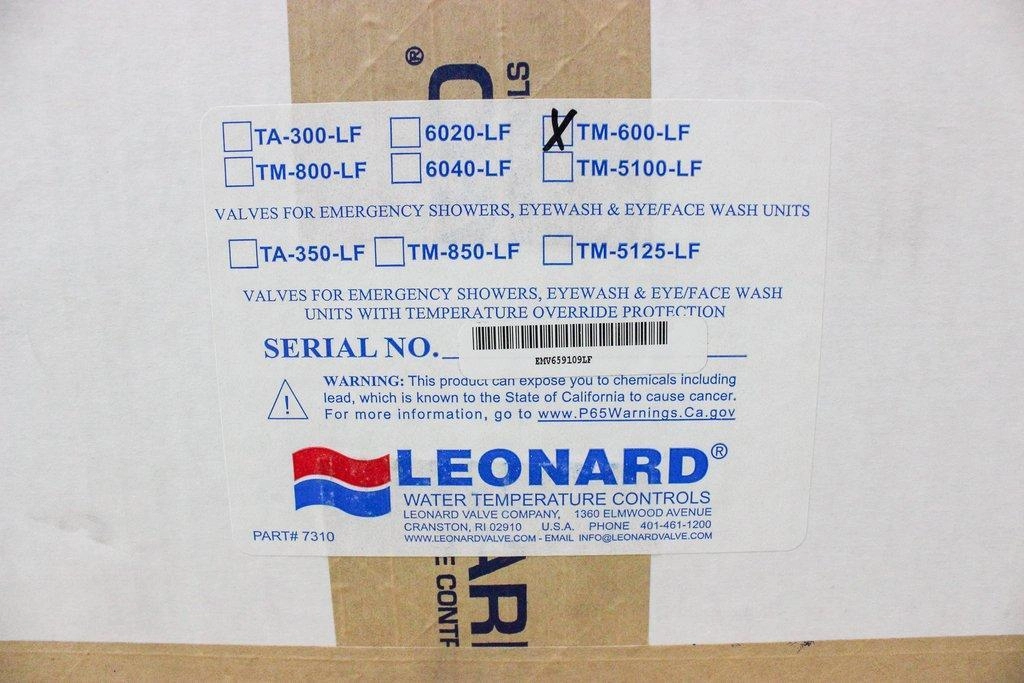 TA-300-LF 6020-LF X TM-600-LF
TM-800-LF 6040-LF TM-5100-LF
VALVES FOR EMERGENCY SHOWERS, EYEWASH & EYE/FACE WASH UNITS
TA-350-LF TM-850-LF TM-5125-LF
VALVES FOR EMERGENCY SHOWERS, EYEWASH & EYE/FACE WASH
UNITS WITH TEMPERATURE OVERRIDE PROTECTION
SERIAL NO.
EMV659109LF
WARNING: This product can expose you to chemicals including
lead, which is known to the State of California to cause cancer.
For more information, go to www.P65Warnings.Ca.gov
LEONARD®
WATER TEMPERATURE CONTROLS
LEONARD VALVE COMPANY, 1360 ELMWOOD AVENUE
CRANSTON, RI 02910 U.S.A. PHONE 401-461-1200
WWW.LEONARDVALVE.COM - EMAIL INFO@LEONARDVALVE.COM
PART# 7310